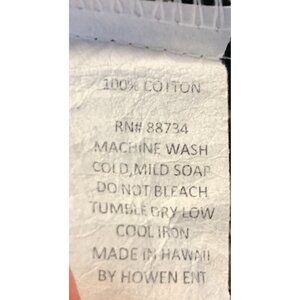 100% COTTON
RN# 88734
MACHINE WASH
COLD,MILD SOAP
DO NOT BLEACH
TUMBLE DRY LOW
COOL IRON
MADE IN HAWAII
BY HOWEN ENT